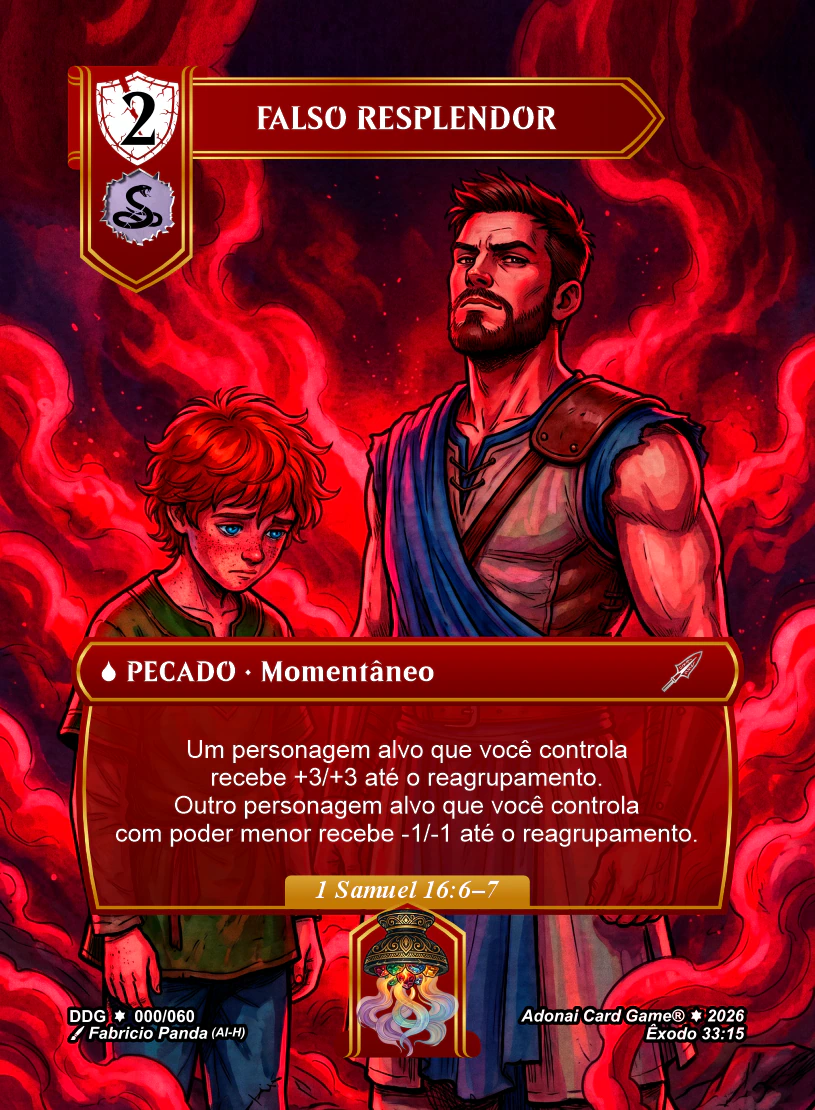 2
FALSO RESPLENDOR
PECADO · Momentâneo
Um personagem alvo que você controla
recebe +3/+3 até o reagrupamento.
Outro personagem alvo que você controla
com poder menor recebe -1/-1 até o reagrupamento.
1 Samuel 16:6–7
DDG ✶ 000/060
Fabricio Panda (AI-H)
Adonai Card Game® ✶ 2026
Êxodo 33:15